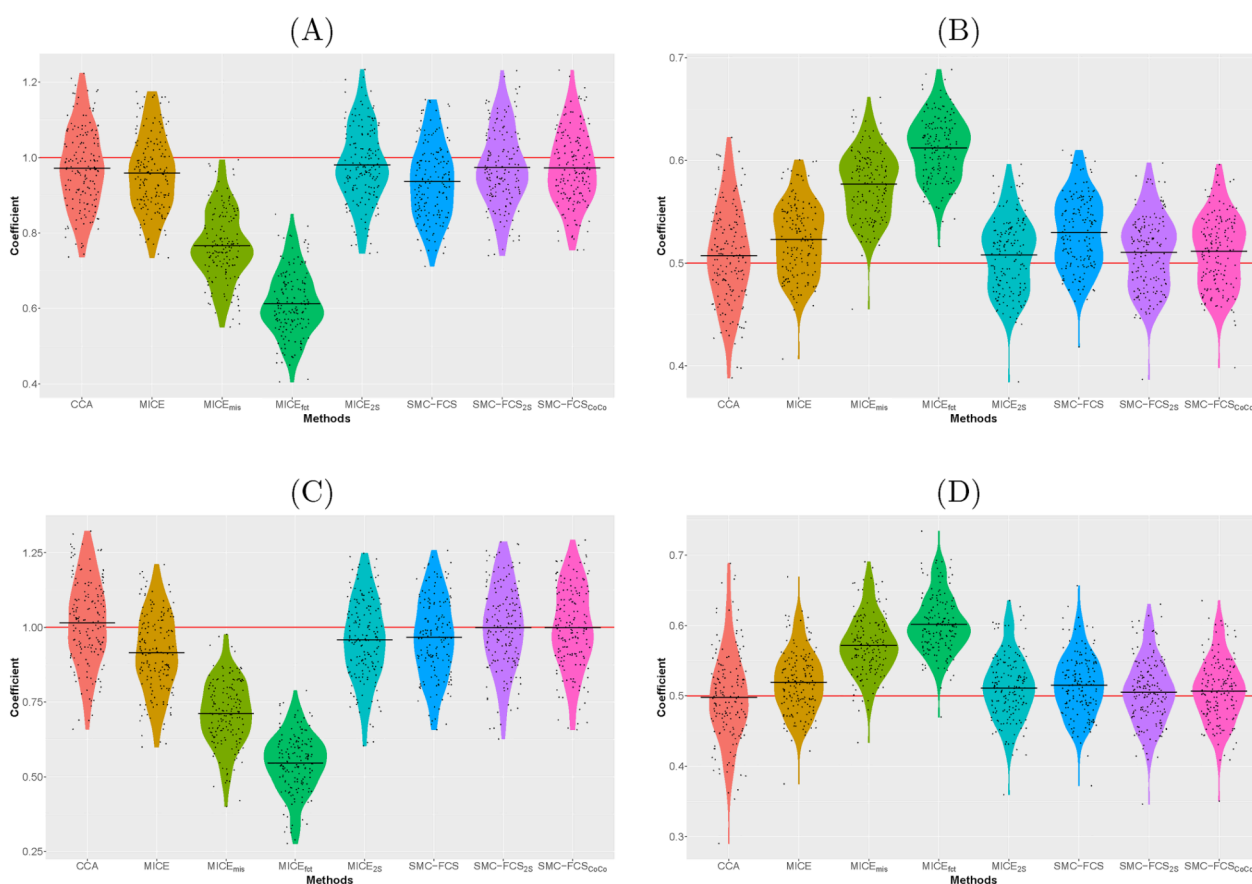 (A)
Coefficient
1.2
1.0
0.8
0.6
0.4
CCA MICE MICEmis MICEfct MICE2S SMC-FCS SMC-FCS2S SMC-FCSCoCo
Methods
(B)
Coefficient
0.7
0.6
0.5
0.4
CCA MICE MICEmis MICEfct MICE2S SMC-FCS SMC-FCS2S SMC-FCSCoCo
Methods
(C)
Coefficient
1.25
1.00
0.75
0.50
0.25
CCA MICE MICEmis MICEfct MICE2S SMC-FCS SMC-FCS2S SMC-FCSCoCo
Methods
(D)
Coefficient
0.7
0.6
0.5
0.4
0.3
CCA MICE MICEmis MICEfct MICE2S SMC-FCS SMC-FCS2S SMC-FCSCoCo
Methods